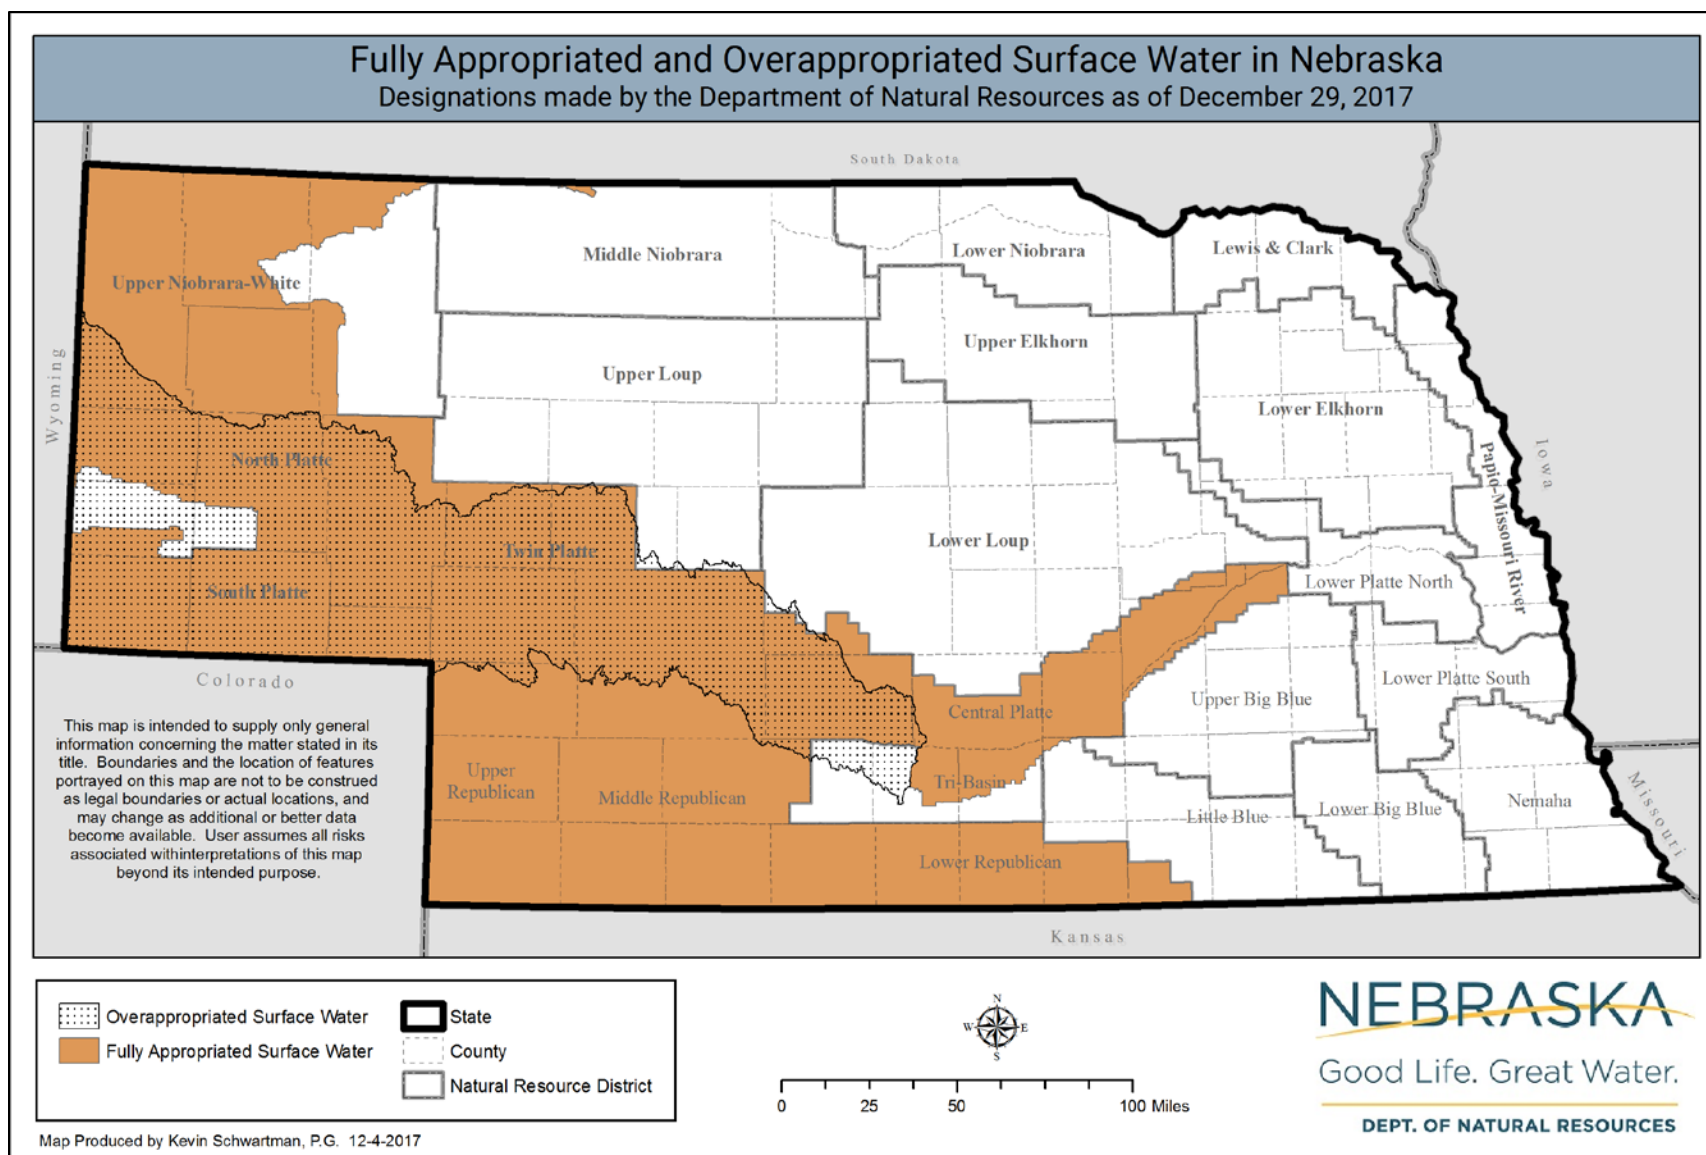 Fully Appropriated and Overappropriated Surface Water in Nebraska
Designations made by the Department of Natural Resources as of December 29, 2017
South Dakota
Middle Niobrara
Lower Niobrara
Lewis & Clark
Upper Niobrara-White
Upper Elkhorn
Upper Loup
Wyoming
Lower Elkhorn
Iowa
North Platte
Papio-Missouri River
Lower Loup
Twin Platte
South Platte
Lower Platte North
Colorado
Lower Platte South
Upper Big Blue
Central Platte
This map is intended to supply only general
information concerning the matter stated in its
title. Boundaries and the location of features
portrayed on this map are not to be construed
as legal boundaries or actual locations, and
may change as additional or better data
become available. User assumes all risks
associated withinterpretations of this map
beyond its intended purpose.
Upper
Republican
Middle Republican
Tri-Basin
Little Blue
Lower Big Blue
Nemaha
Missouri
Lower Republican
Kansas
Overappropriated Surface Water
Fully Appropriated Surface Water
State
County
Natural Resource District
N
W
E
S
0 25 50 100 Miles
NEBRASKA
Good Life. Great Water.
DEPT. OF NATURAL RESOURCES
Map Produced by Kevin Schwartman, P.G. 12-4-2017